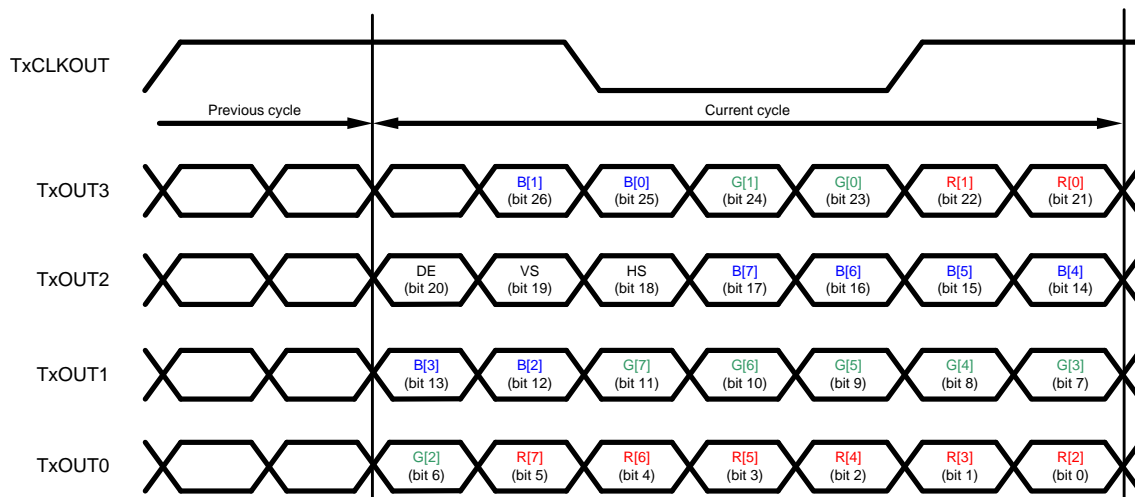 TxCLKOUT
Previous cycle
Current cycle
TxOUT3
B[1]
(bit 26)
B[0]
(bit 25)
G[1]
(bit 24)
G[0]
(bit 23)
R[1]
(bit 22)
R[0]
(bit 21)
TxOUT2
DE
(bit 20)
VS
(bit 19)
HS
(bit 18)
B[7]
(bit 17)
B[6]
(bit 16)
B[5]
(bit 15)
B[4]
(bit 14)
TxOUT1
B[3]
(bit 13)
B[2]
(bit 12)
G[7]
(bit 11)
G[6]
(bit 10)
G[5]
(bit 9)
G[4]
(bit 8)
G[3]
(bit 7)
TxOUT0
G[2]
(bit 6)
R[7]
(bit 5)
R[6]
(bit 4)
R[5]
(bit 3)
R[4]
(bit 2)
R[3]
(bit 1)
R[2]
(bit 0)